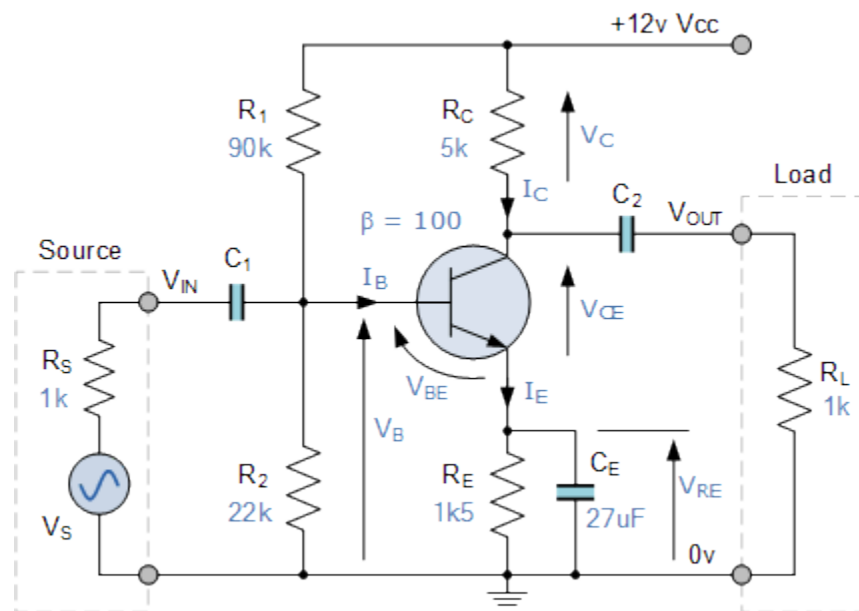 +12v Vcc
R1
90k
RC
5k
VC
IC
C2
VOUT
Load
β = 100
Source
VIN
C1
IB
VCE
RS
1k
VBE
IE
RL
1k
VB
R2
22k
RE
1k5
CE
27uF
VRE
VS
0v